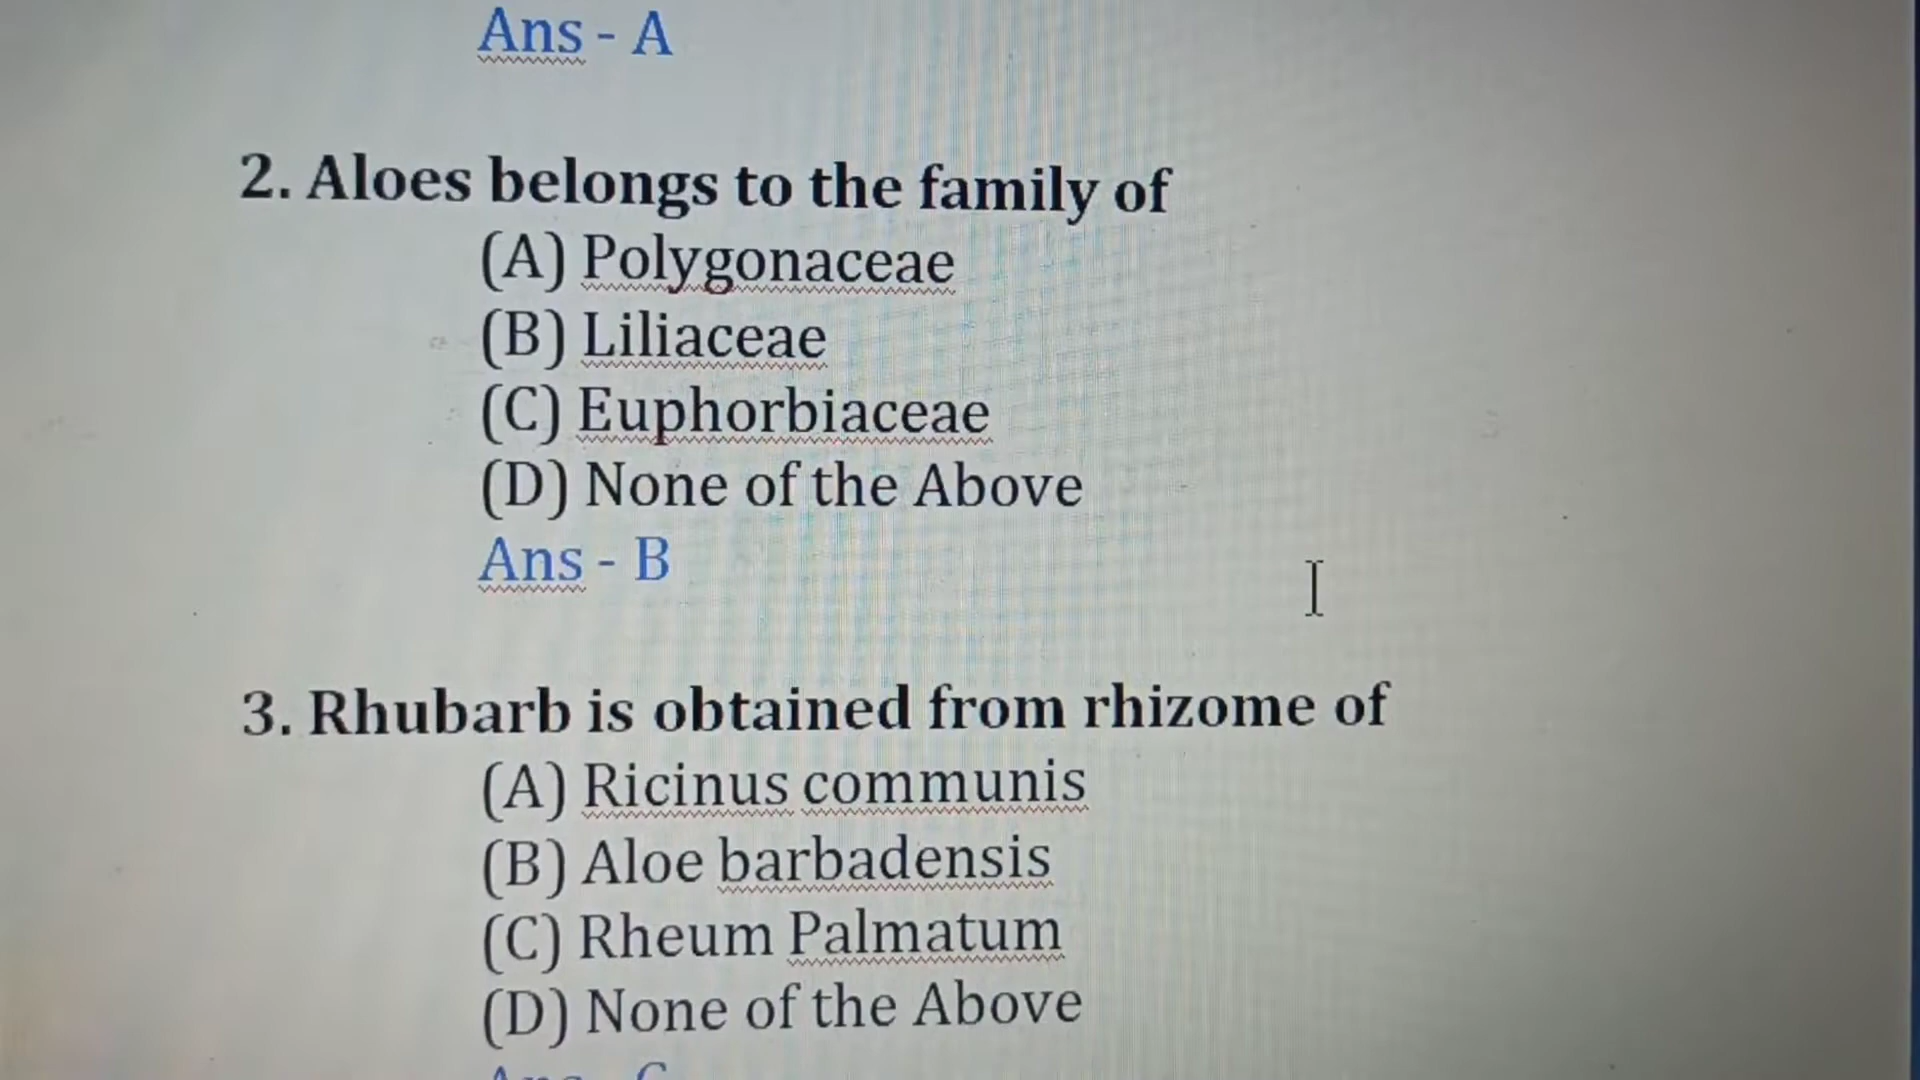 Ans - A
2. Aloes belongs to the family of
(A) Polygonaceae
(B) Liliaceae
(C) Euphorbiaceae
(D) None of the Above
Ans - B
3. Rhubarb is obtained from rhizome of
(A) Ricinus communis
(B) Aloe barbadensis
(C) Rheum Palmatum
(D) None of the Above